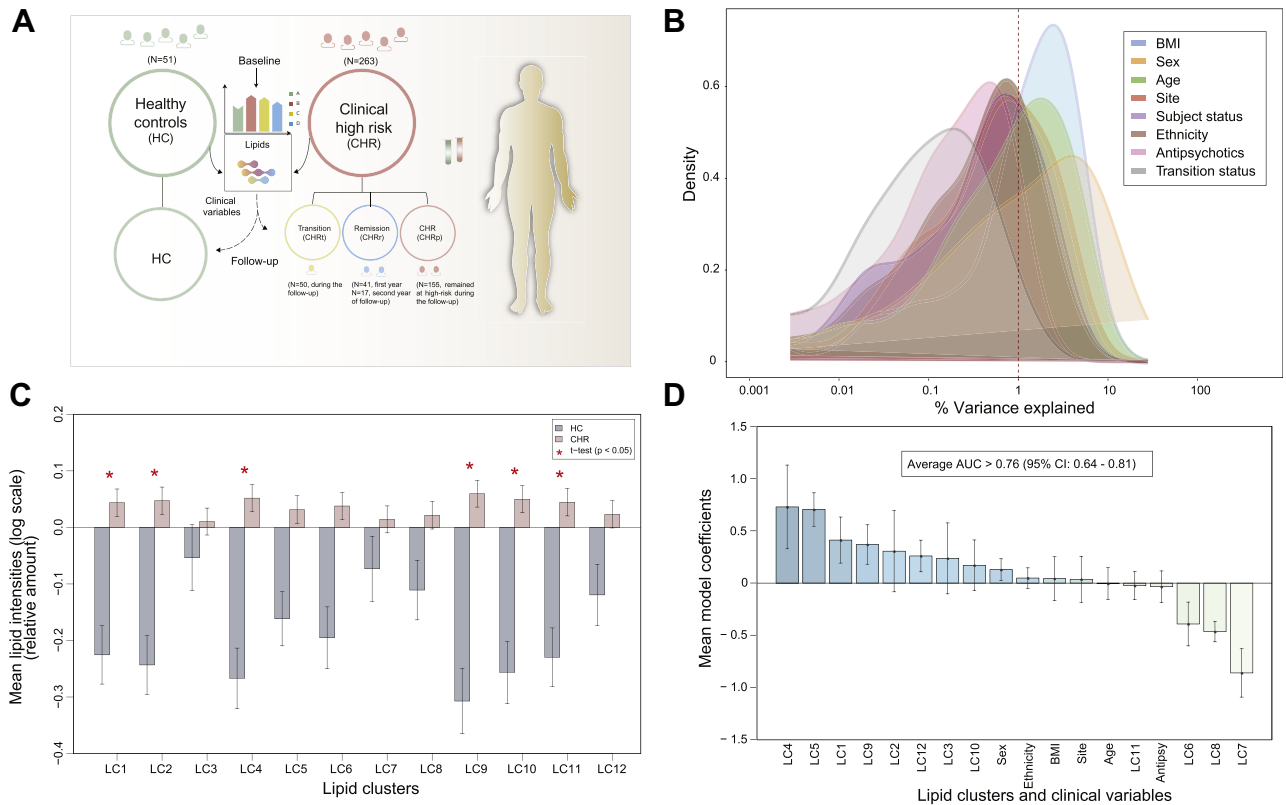 A
(N=51)
Baseline
(N=263)
Healthy
controls
(HC)
A
B
C
D
Clinical
high risk
(CHR)
Lipids
Clinical
variables
HC
Follow-up
Transition
(CHRt)
Remission
(CHRr)
CHR
(CHRp)
(N=50, during the
follow-up)
(N=41, first year
N=17, second year
of follow-up)
(N=155, remained
at high-risk during
the follow-up)
B
Density
0.6
0.4
0.2
0
0.001
0.01
0.1
1
10
100
% Variance explained
BMI
Sex
Age
Site
Subject status
Ethnicity
Antipsychotics
Transition status
C
Mean lipid intensities (log scale)
(relative amount)
0.2
0.1
0.0
−0.1
−0.2
−0.3
−0.4
HC
CHR
* t−test (p < 0.05)
* * * * * *
LC1 LC2 LC3 LC4 LC5 LC6 LC7 LC8 LC9 LC10 LC11 LC12
Lipid clusters
D
Mean model coefficients
1.5
1.0
0.5
0
− 0.5
− 1.0
− 1.5
Average AUC > 0.76 (95% CI: 0.64 - 0.81)
LC4 LC5 LC1 LC9 LC2 LC12 LC3 LC10 Sex Ethnicity BMI Site Age LC11 Antipsy LC6 LC8 LC7
Lipid clusters and clinical variables